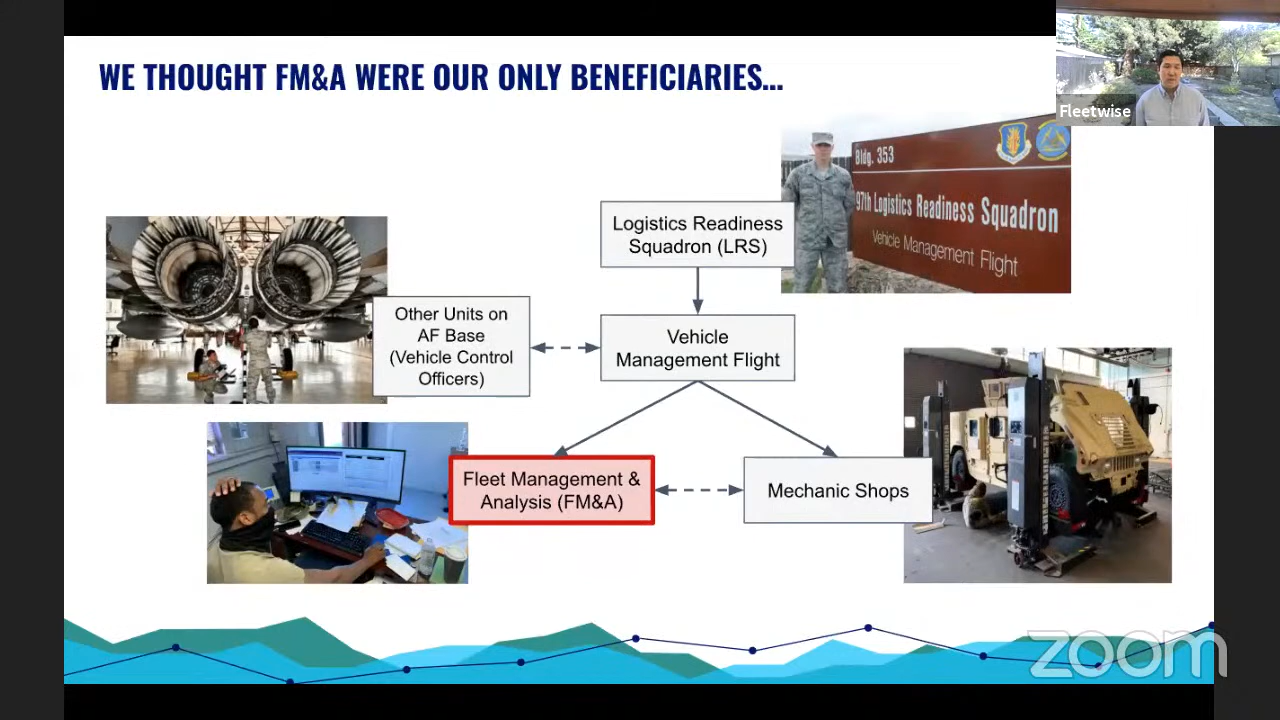 WE THOUGHT FM&A WERE OUR ONLY BENEFICIARIES...
Fleetwise
Bldg. 353
97th Logistics Readiness Squadron
Vehicle Management Flight
Logistics Readiness
Squadron (LRS)
Other Units on
AF Base
(Vehicle Control
Officers)
Vehicle
Management Flight
Fleet Management &
Analysis (FM&A)
Mechanic Shops
zoom